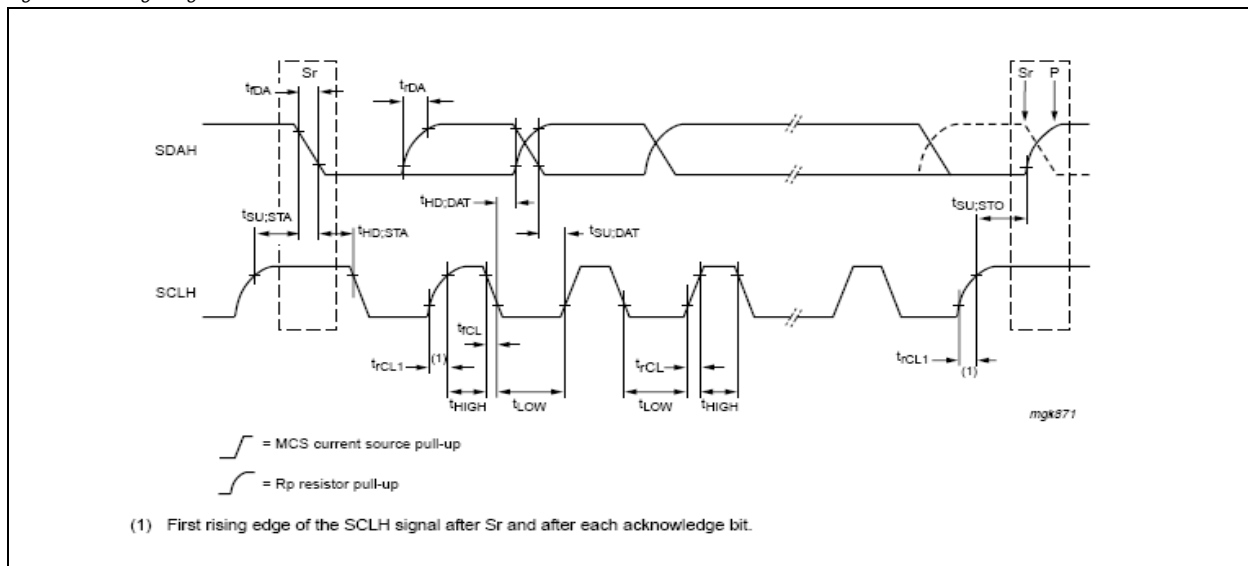 Sr
Sr P
tfDA
trDA
SDAH
tHD;DAT
tSU;STO
tSU;STA
tHD;STA
tSU;DAT
SCLH
tfCL
trCL1
(1)
trCL
trCL1
(1)
tHIGH
tLOW
tLOW
tHIGH
mgk871
= MCS current source pull-up
= Rp resistor pull-up
(1) First rising edge of the SCLH signal after Sr and after each acknowledge bit.